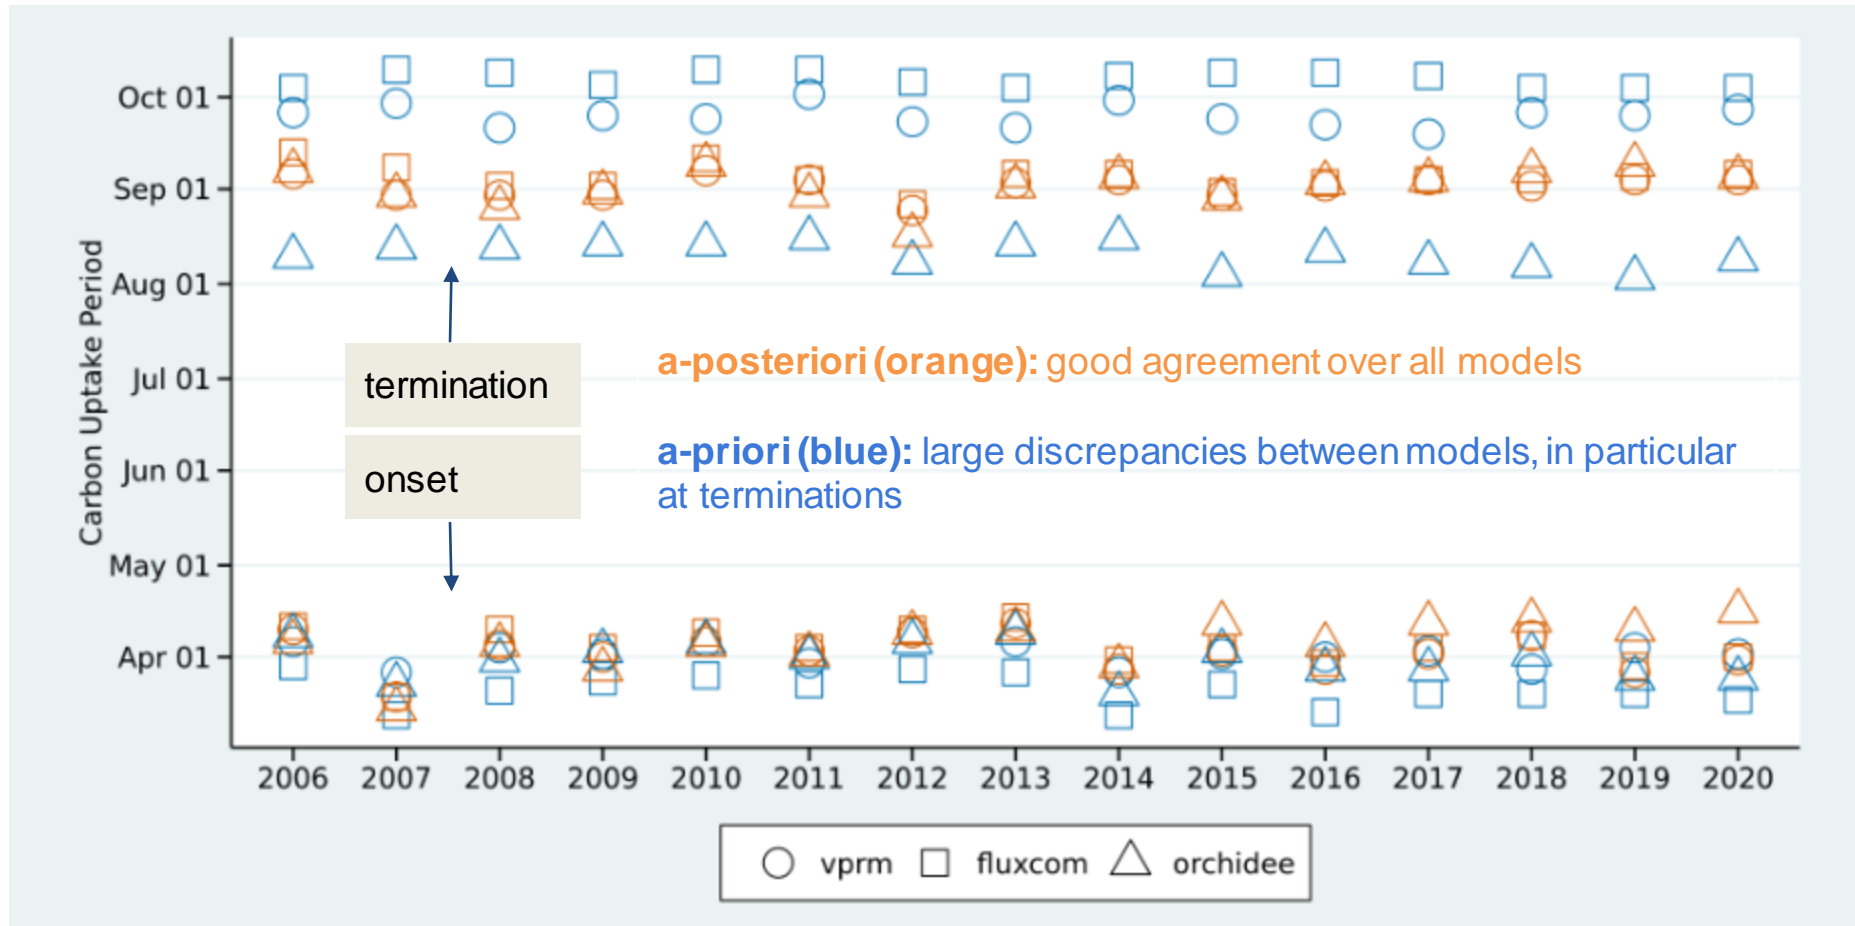 Oct 01
Sep 01
Aug 01
Jul 01
Jun 01
May 01
Apr 01
Carbon Uptake Period
termination
onset
a-posteriori (orange): good agreement over all models
a-priori (blue): large discrepancies between models, in particular
at terminations
2006 2007 2008 2009 2010 2011 2012 2013 2014 2015 2016 2017 2018 2019 2020
vprm fluxcom orchidee